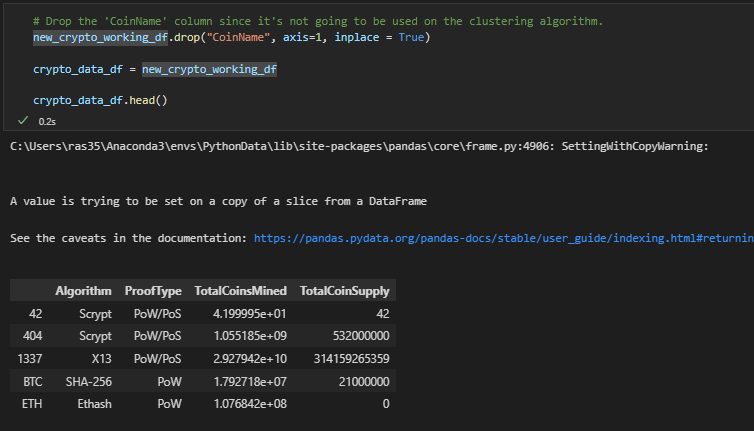 # Drop the 'CoinName' column since it's not going to be used on the clustering algorithm.
new_crypto_working_df.drop("CoinName", axis=1, inplace = True)
crypto_data_df = new_crypto_working_df
crypto_data_df.head()
0.2s
C:\Users\ras35\Anaconda3\envs\PythonData\lib\site-packages\pandas\core\frame.py:4906: SettingWithCopyWarning:
A value is trying to be set on a copy of a slice from a DataFrame
See the caveats in the documentation: https://pandas.pydata.org/pandas-docs/stable/user_guide/indexing.html#returnin
Algorithm ProofType TotalCoinsMined TotalCoinSupply
42 Scrypt PoW/PoS 4.199995e+01 42
404 Scrypt PoW/PoS 1.055185e+09 532000000
1337 X13 PoW/PoS 2.927942e+10 314159265359
BTC SHA-256 PoW 1.792718e+07 21000000
ETH Ethash PoW 1.076842e+08 0